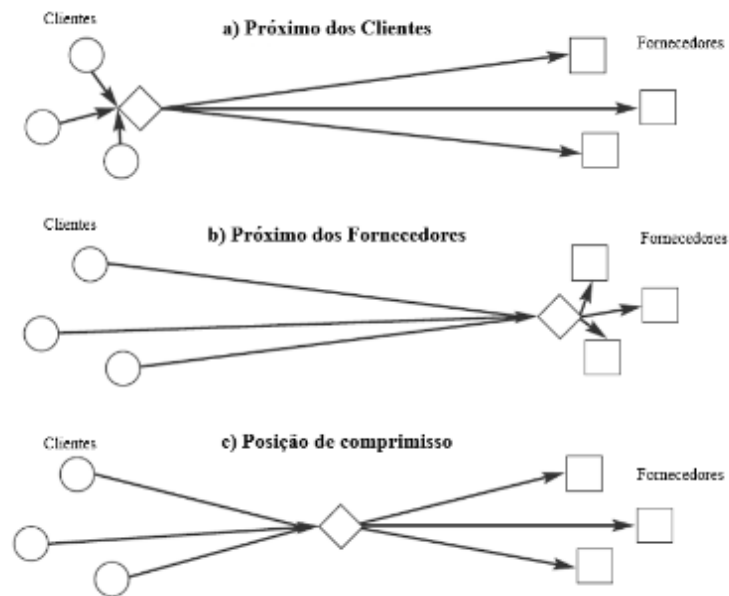 Clientes
a) Próximo dos Clientes
Fornecedores
Clientes
b) Próximo dos Fornecedores
Fornecedores
Clientes
c) Posição de comprimisso
Fornecedores